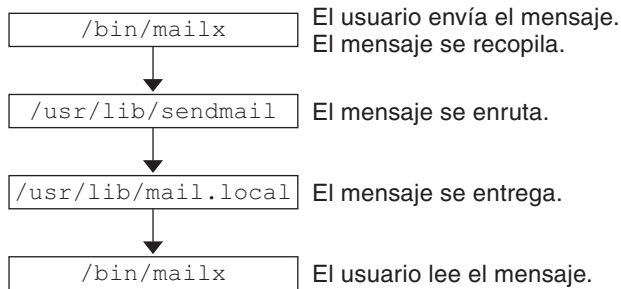 /bin/mailx
El usuario envía el mensaje.
El mensaje se recopila.
/usr/lib/sendmail
El mensaje se enruta.
/usr/lib/mail.local
El mensaje se entrega.
/bin/mailx
El usuario lee el mensaje.